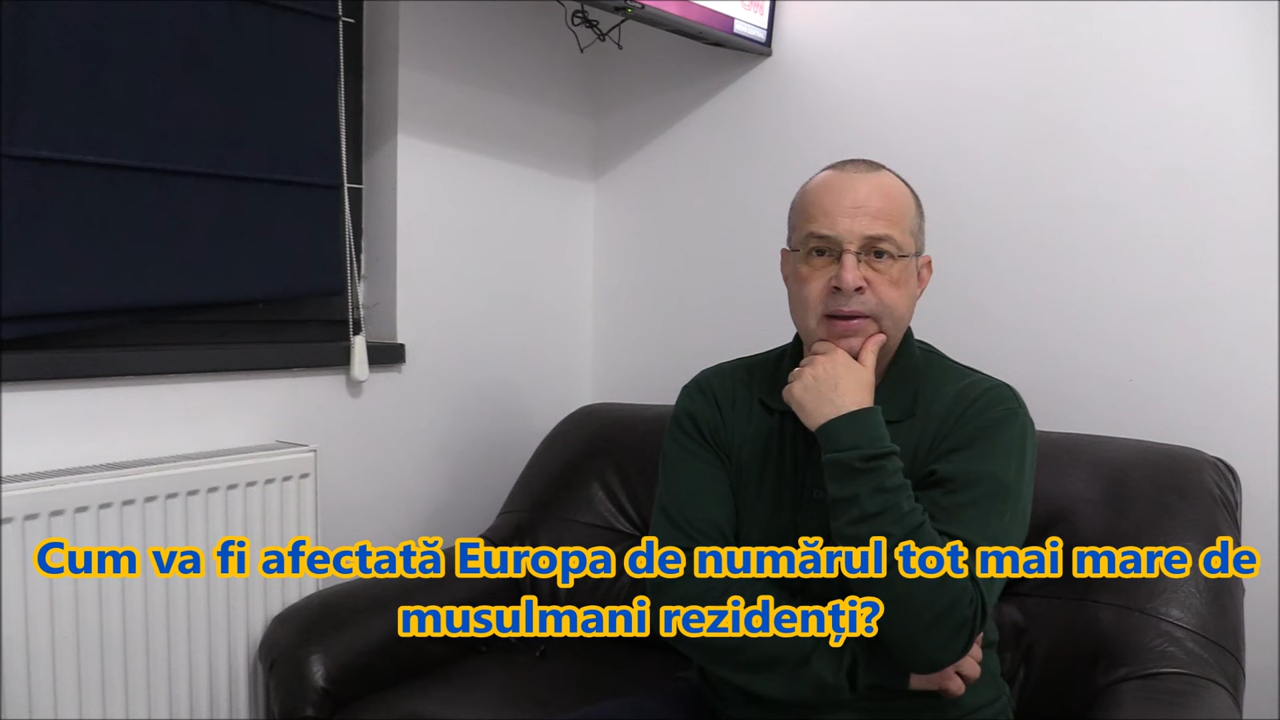 Cum va fi afectată Europa de numărul tot mai mare de
musulmani rezidenți?